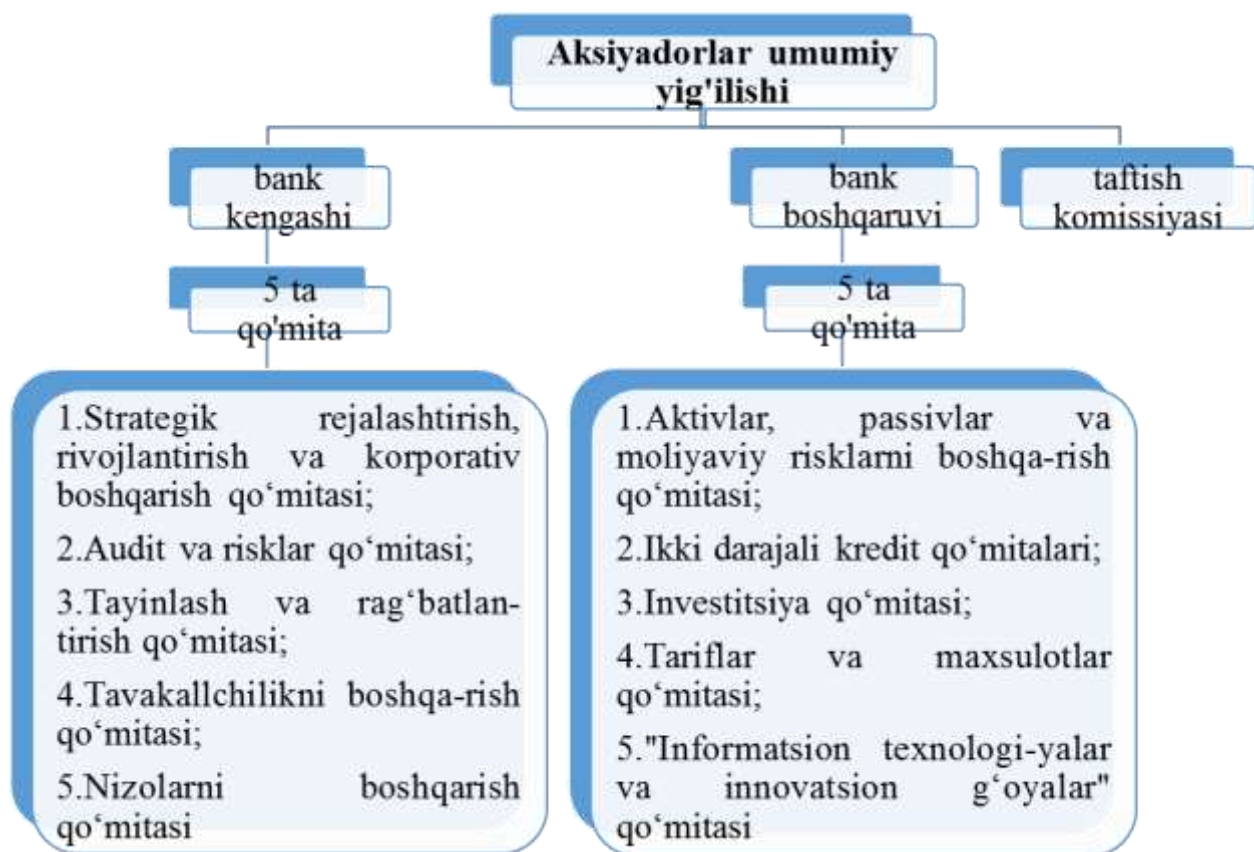 Aksiyadorlar umumiy
yig'ilishi
bank
kengashi
bank
boshqaruvi
taftish
komissiyasi
5 ta
qo'mita
5 ta
qo'mita
1.Strategik rejalashtirish,
rivojlantirish va korporativ
boshqarish qo‘mitasi;
2.Audit va risklar qo‘mitasi;
3.Tayinlash va rag‘batlan-
tirish qo‘mitasi;
4.Tavakallchilikni boshqa-rish
qo‘mitasi;
5.Nizolarni boshqarish
qo‘mitasi
1.Aktivlar, passivlar va
moliyaviy risklarni boshqa-rish
qo‘mitasi;
2.Ikki darajali kredit qo‘mitalari;
3.Investitsiya qo‘mitasi;
4.Tariflar va maxsulotlar
qo‘mitasi;
5."Informatsion texnologi-yalar
va innovatsion g‘oyalar"
qo‘mitasi